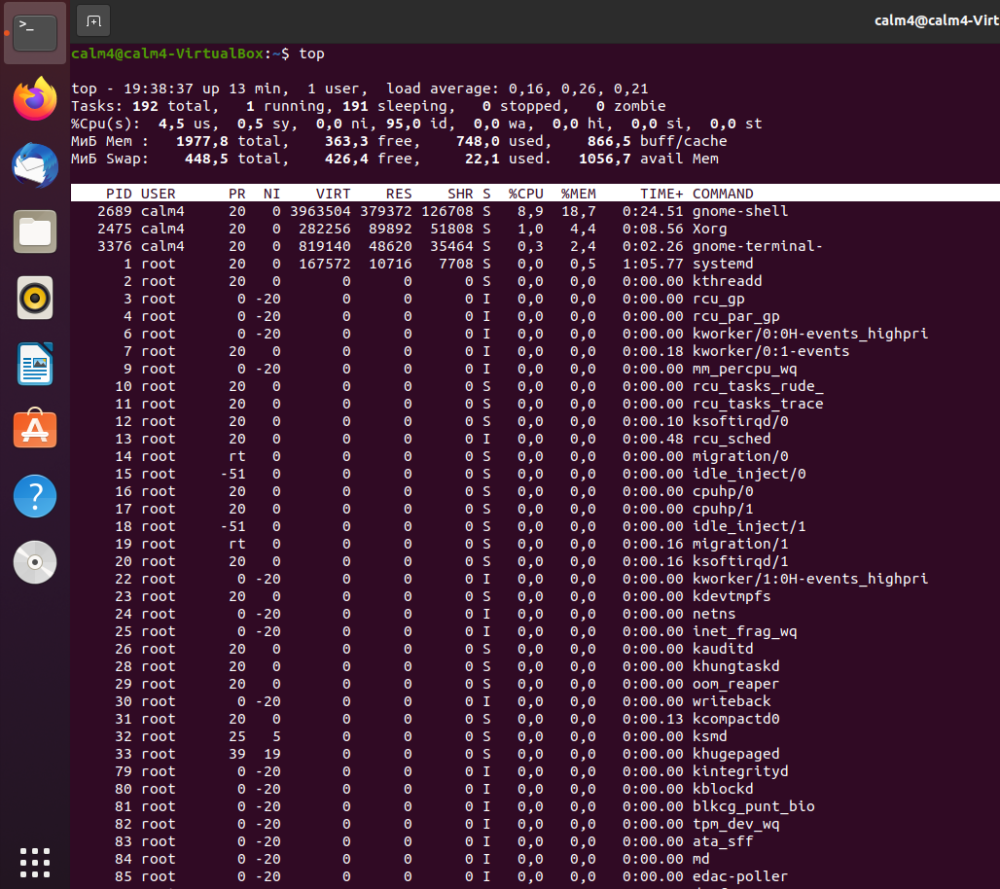 >_
calm4@calm4-Virt
calm4@calm4-VirtualBox:~$ top
top - 19:38:37 up 13 min,  1 user,  load average: 0,16, 0,26, 0,21
Tasks: 192 total,   1 running, 191 sleeping,   0 stopped,   0 zombie
%Cpu(s):  4,5 us,  0,5 sy,  0,0 ni, 95,0 id,  0,0 wa,  0,0 hi,  0,0 si,  0,0 st
МиБ Mem :   1977,8 total,    363,3 free,    748,0 used,    866,5 buff/cache
МиБ Swap:    448,5 total,    426,4 free,     22,1 used.   1056,7 avail Mem
PID USER      PR  NI    VIRT    RES    SHR S  %CPU  %MEM     TIME+ COMMAND
2689 calm4     20   0 3963504 379372 126708 S   8,9  18,7   0:24.51 gnome-shell
2475 calm4     20   0  282256  89892  51808 S   1,0   4,4   0:08.56 Xorg
3376 calm4     20   0  819140  48620  35464 S   0,3   2,4   0:02.26 gnome-terminal-
1 root      20   0  167572  10716   7708 S   0,0   0,5   1:05.77 systemd
2 root      20   0       0      0      0 S   0,0   0,0   0:00.00 kthreadd
3 root       0 -20       0      0      0 I   0,0   0,0   0:00.00 rcu_gp
4 root       0 -20       0      0      0 I   0,0   0,0   0:00.00 rcu_par_gp
6 root       0 -20       0      0      0 I   0,0   0,0   0:00.00 kworker/0:0H-events_highpri
7 root      20   0       0      0      0 I   0,0   0,0   0:00.18 kworker/0:1-events
9 root       0 -20       0      0      0 I   0,0   0,0   0:00.00 mm_percpu_wq
10 root      20   0       0      0      0 S   0,0   0,0   0:00.00 rcu_tasks_rude_
11 root      20   0       0      0      0 S   0,0   0,0   0:00.00 rcu_tasks_trace
12 root      20   0       0      0      0 S   0,0   0,0   0:00.10 ksoftirqd/0
13 root      20   0       0      0      0 I   0,0   0,0   0:00.48 rcu_sched
14 root      rt   0       0      0      0 S   0,0   0,0   0:00.00 migration/0
15 root     -51   0       0      0      0 S   0,0   0,0   0:00.00 idle_inject/0
16 root      20   0       0      0      0 S   0,0   0,0   0:00.00 cpuhp/0
17 root      20   0       0      0      0 S   0,0   0,0   0:00.00 cpuhp/1
18 root     -51   0       0      0      0 S   0,0   0,0   0:00.00 idle_inject/1
19 root      rt   0       0      0      0 S   0,0   0,0   0:00.16 migration/1
20 root      20   0       0      0      0 S   0,0   0,0   0:00.16 ksoftirqd/1
22 root       0 -20       0      0      0 I   0,0   0,0   0:00.00 kworker/1:0H-events_highpri
23 root      20   0       0      0      0 S   0,0   0,0   0:00.00 kdevtmpfs
24 root       0 -20       0      0      0 I   0,0   0,0   0:00.00 netns
25 root       0 -20       0      0      0 I   0,0   0,0   0:00.00 inet_frag_wq
26 root      20   0       0      0      0 S   0,0   0,0   0:00.00 kauditd
28 root      20   0       0      0      0 S   0,0   0,0   0:00.00 khungtaskd
29 root      20   0       0      0      0 S   0,0   0,0   0:00.00 oom_reaper
30 root       0 -20       0      0      0 I   0,0   0,0   0:00.00 writeback
31 root      20   0       0      0      0 S   0,0   0,0   0:00.13 kcompactd0
32 root      25   5       0      0      0 S   0,0   0,0   0:00.00 ksmd
33 root      39  19       0      0      0 S   0,0   0,0   0:00.00 khugepaged
79 root       0 -20       0      0      0 I   0,0   0,0   0:00.00 kintegrityd
80 root       0 -20       0      0      0 I   0,0   0,0   0:00.00 kblockd
81 root       0 -20       0      0      0 I   0,0   0,0   0:00.00 blkcg_punt_bio
82 root       0 -20       0      0      0 I   0,0   0,0   0:00.00 tpm_dev_wq
83 root       0 -20       0      0      0 I   0,0   0,0   0:00.00 ata_sff
84 root       0 -20       0      0      0 I   0,0   0,0   0:00.00 md
85 root       0 -20       0      0      0 I   0,0   0,0   0:00.00 edac-poller